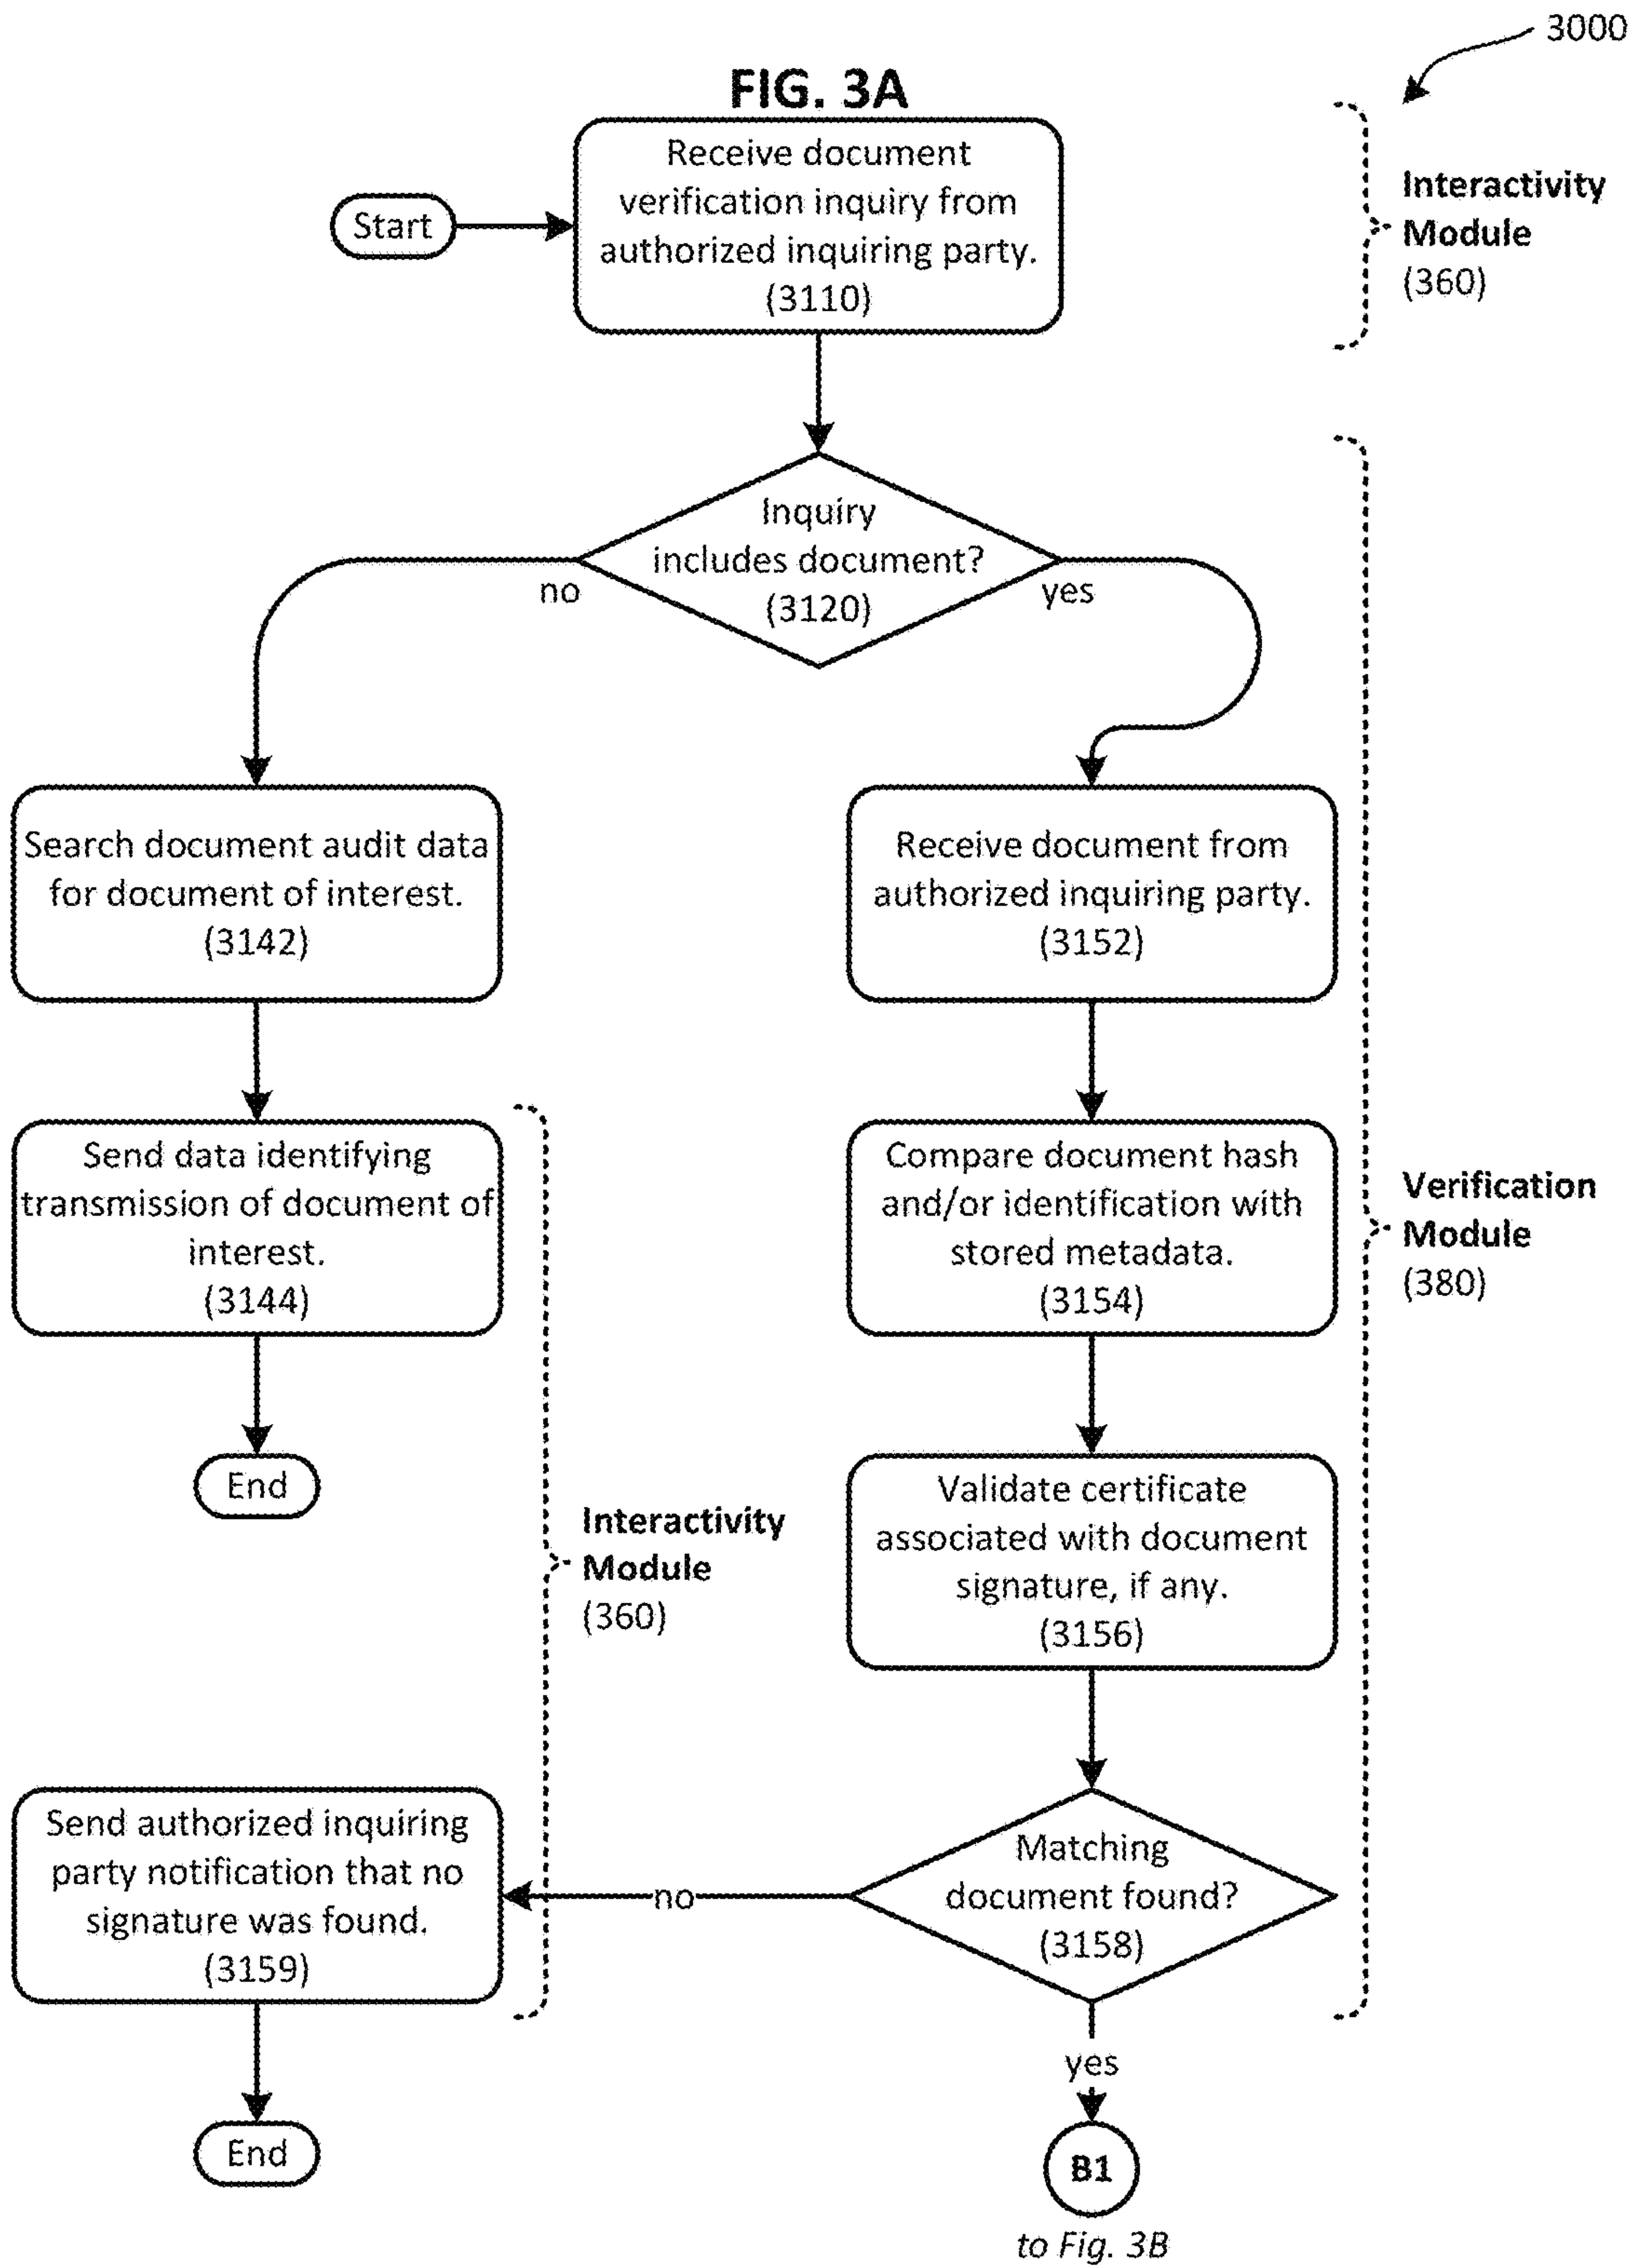 3000
FIG. 3A
Receive document
verification inquiry from
authorized inquiring party.
(3110)
Start
Interactivity
Module
(360)
Inquiry
includes document?
(3120)
no
yes
Search document audit data
for document of interest.
(3142)
Receive document from
authorized inquiring party.
(3152)
Send data identifying
transmission of document of
interest.
(3144)
Compare document hash
and/or identification with
stored metadata.
(3154)
Verification
Module
(380)
End
Interactivity
Module
(360)
Validate certificate
associated with document
signature, if any.
(3156)
Send authorized inquiring
party notification that no
signature was found.
(3159)
no
Matching
document found?
(3158)
yes
End
B1
to Fig. 3B